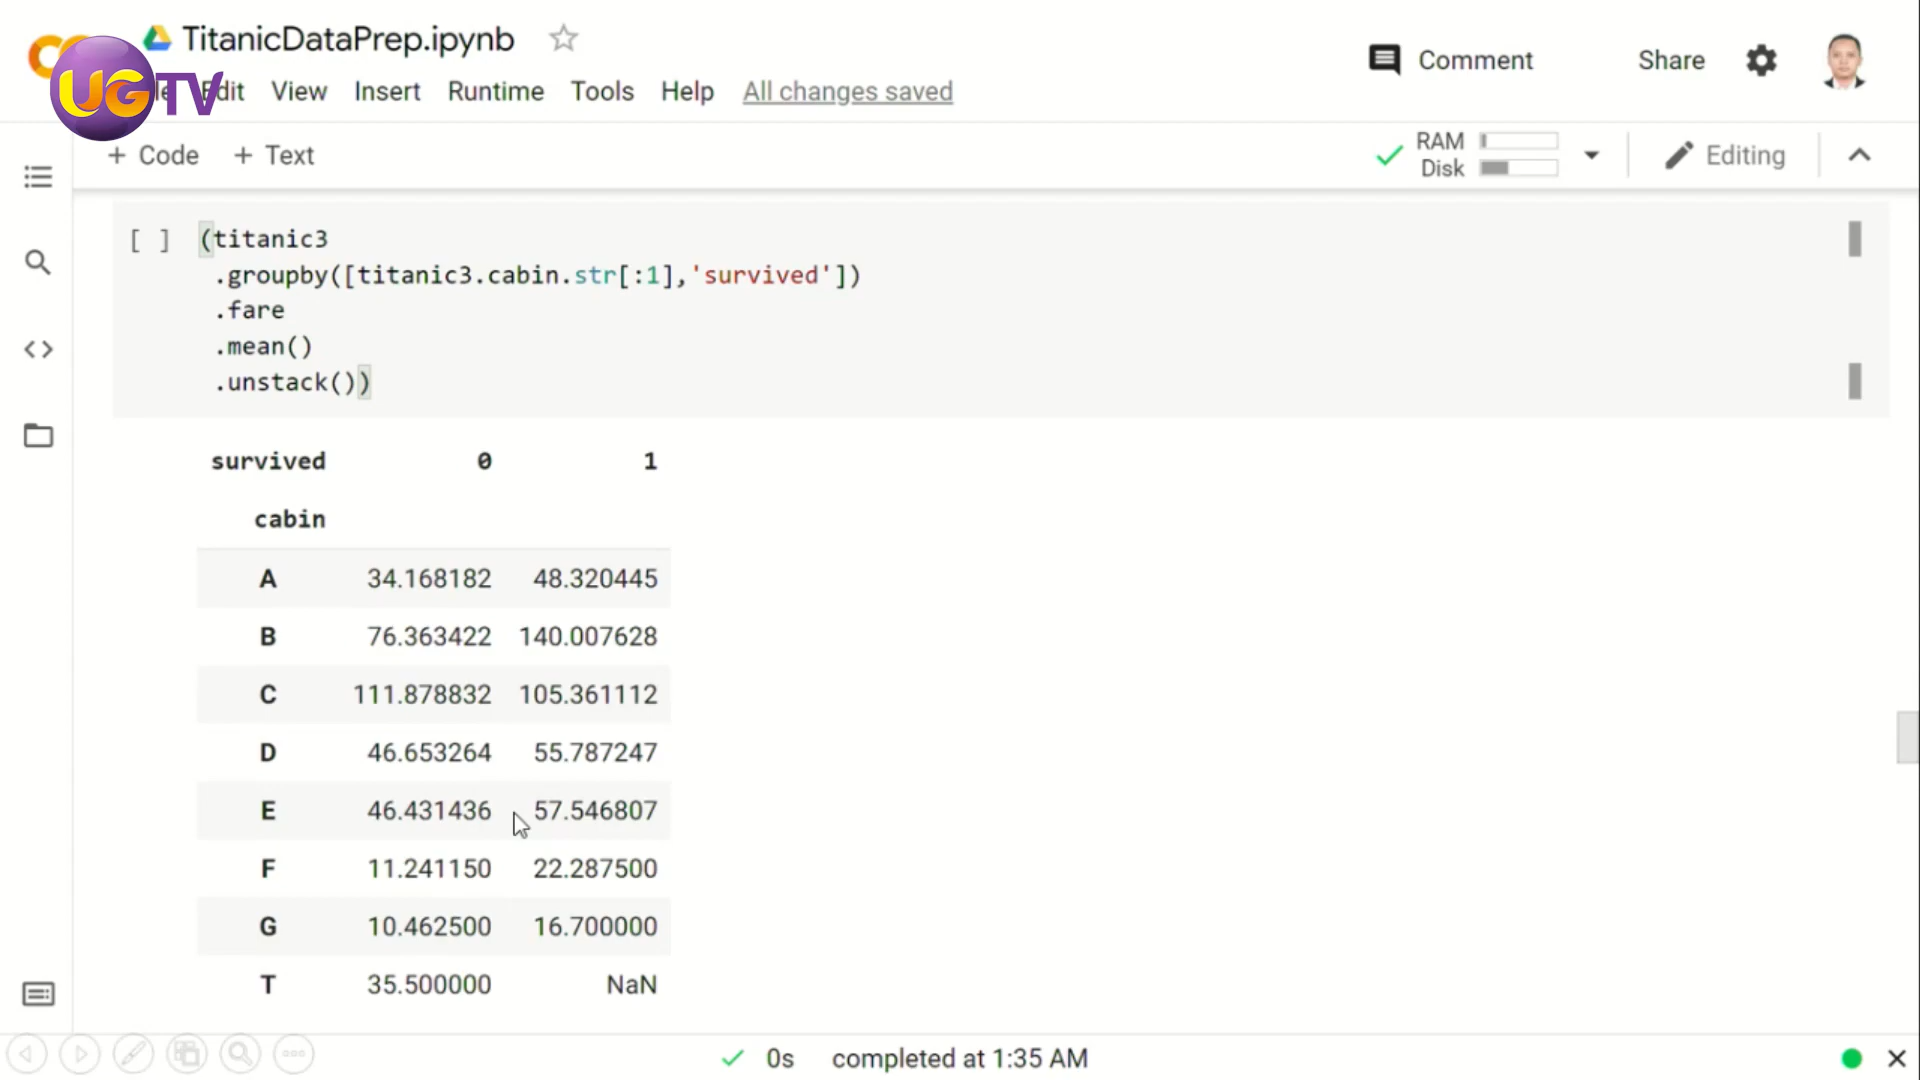 TitanicDataPrep.ipynb
UGTV
Edit View Insert Runtime Tools Help All changes saved
Comment Share
+ Code + Text
RAM
Disk
Editing
[ ] (titanic3
.groupby([titanic3.cabin.str[:1],'survived'])
.fare
.mean()
.unstack())
survived 0 1
cabin
A 34.168182 48.320445
B 76.363422 140.007628
C 111.878832 105.361112
D 46.653264 55.787247
E 46.431436 57.546807
F 11.241150 22.287500
G 10.462500 16.700000
T 35.500000 NaN
0s completed at 1:35 AM